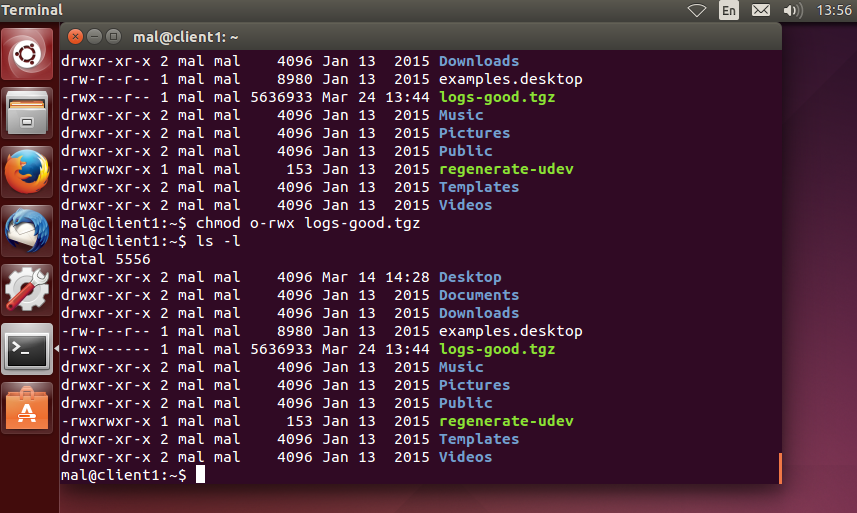 Terminal
En
13:56
mal@client1: ~
drwxr-xr-x 2 mal mal    4096 Jan 13  2015 Downloads
-rw-r--r-- 1 mal mal    8980 Jan 13  2015 examples.desktop
-rwx---r-- 1 mal mal 5636933 Mar 24 13:44 logs-good.tgz
drwxr-xr-x 2 mal mal    4096 Jan 13  2015 Music
drwxr-xr-x 2 mal mal    4096 Jan 13  2015 Pictures
drwxr-xr-x 2 mal mal    4096 Jan 13  2015 Public
-rwxrwxr-x 1 mal mal     153 Jan 13  2015 regenerate-udev
drwxr-xr-x 2 mal mal    4096 Jan 13  2015 Templates
drwxr-xr-x 2 mal mal    4096 Jan 13  2015 Videos
mal@client1:~$ chmod o-rwx logs-good.tgz
mal@client1:~$ ls -l
total 5556
drwxr-xr-x 2 mal mal    4096 Mar 14 14:28 Desktop
drwxr-xr-x 2 mal mal    4096 Jan 13  2015 Documents
drwxr-xr-x 2 mal mal    4096 Jan 13  2015 Downloads
-rw-r--r-- 1 mal mal    8980 Jan 13  2015 examples.desktop
-rwx------ 1 mal mal 5636933 Mar 24 13:44 logs-good.tgz
drwxr-xr-x 2 mal mal    4096 Jan 13  2015 Music
drwxr-xr-x 2 mal mal    4096 Jan 13  2015 Pictures
drwxr-xr-x 2 mal mal    4096 Jan 13  2015 Public
-rwxrwxr-x 1 mal mal     153 Jan 13  2015 regenerate-udev
drwxr-xr-x 2 mal mal    4096 Jan 13  2015 Templates
drwxr-xr-x 2 mal mal    4096 Jan 13  2015 Videos
mal@client1:~$